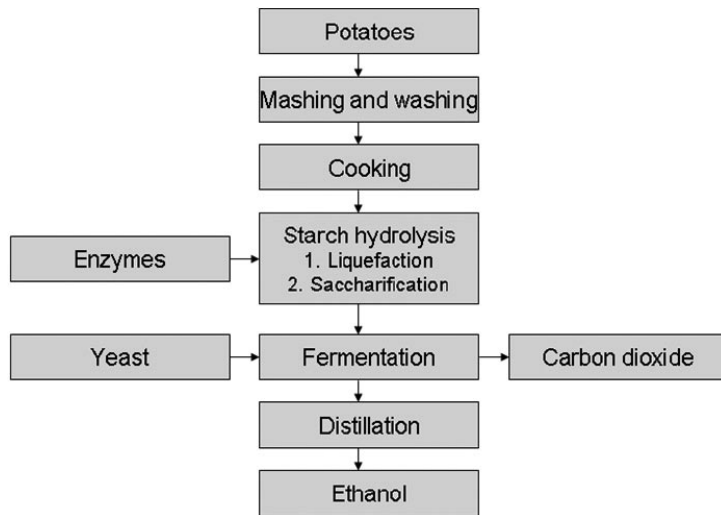 Potatoes
Mashing and washing
Cooking
Enzymes
Starch hydrolysis
1. Liquefaction
2. Saccharification
Yeast
Fermentation
Carbon dioxide
Distillation
Ethanol